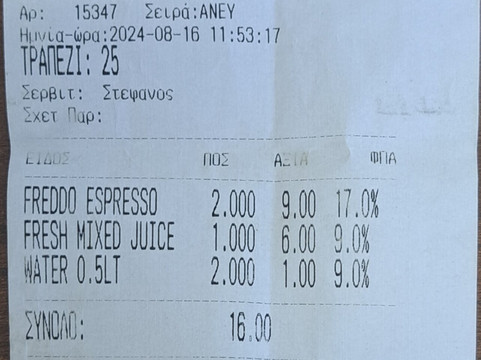 Αρ: 15347 Σειρά:ΑΝΕΥ
Ημνία-ώρα:2024-08-16 11:53:17
ΤΡΑΠΕΖΙ: 25
Σερβιτ: Στεφανος
Σχετ Παρ:
ΕΙΔΟΣ ΠΟΣ ΑΞΙΑ ΦΠΑ
FREDDO ESPRESSO 2.000 9.00 17.0%
FRESH MIXED JUICE 1.000 6.00 9.0%
WATER 0.5LT 2.000 1.00 9.0%
ΣΥΝΟΛΟ: 16.00